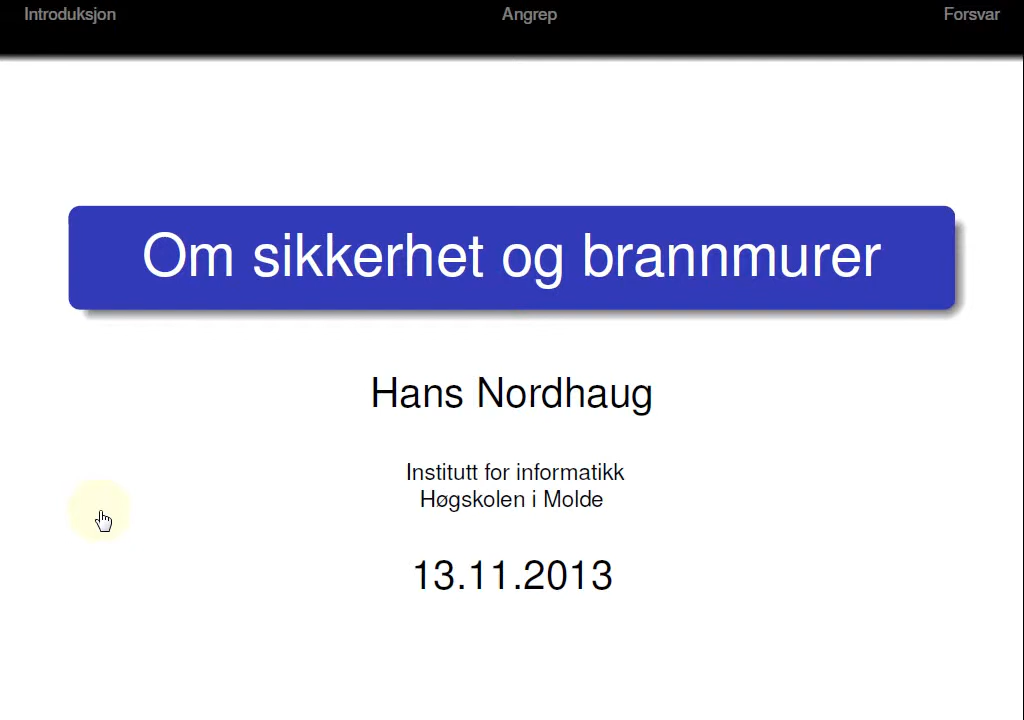 Introduksjon Angrep Forsvar
Om sikkerhet og brannmurer
Hans Nordhaug
Institutt for informatikk
Høgskolen i Molde
13.11.2013